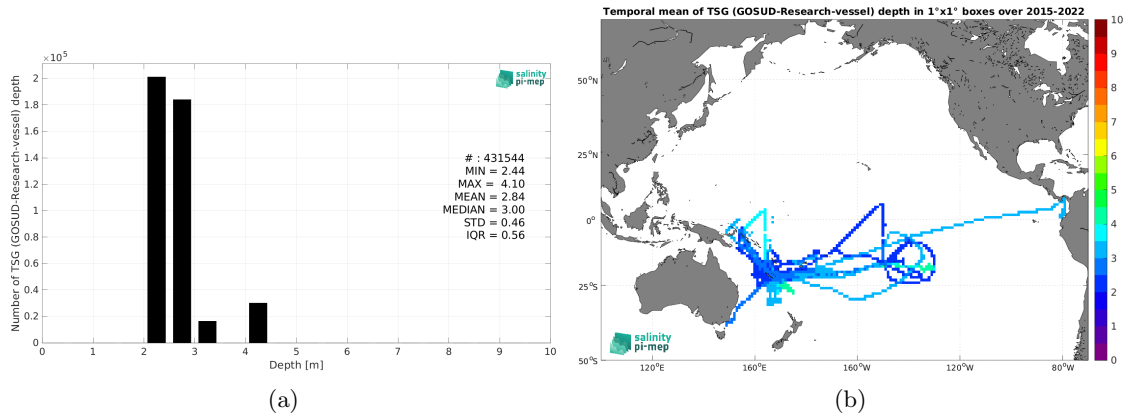 ×10⁵
2
1.8
1.6
1.4
1.2
1
0.8
0.6
0.4
0.2
0
Number of TSG (GOSUD-Research-vessel) depth
salinity
pi-mep
# : 431544
MIN = 2.44
MAX = 4.10
MEAN = 2.84
MEDIAN = 3.00
STD = 0.46
IQR = 0.56
0 1 2 3 4 5 6 7 8 9 10
Depth [m]
(a)
Temporal mean of TSG (GOSUD-Research-vessel) depth in 1°x1° boxes over 2015-2022
50°N
25°N
0°
25°S
50°S
salinity
pi-mep
120°E 160°E 160°W 120°W 80°W
10
9
8
7
6
5
4
3
2
1
0
(b)